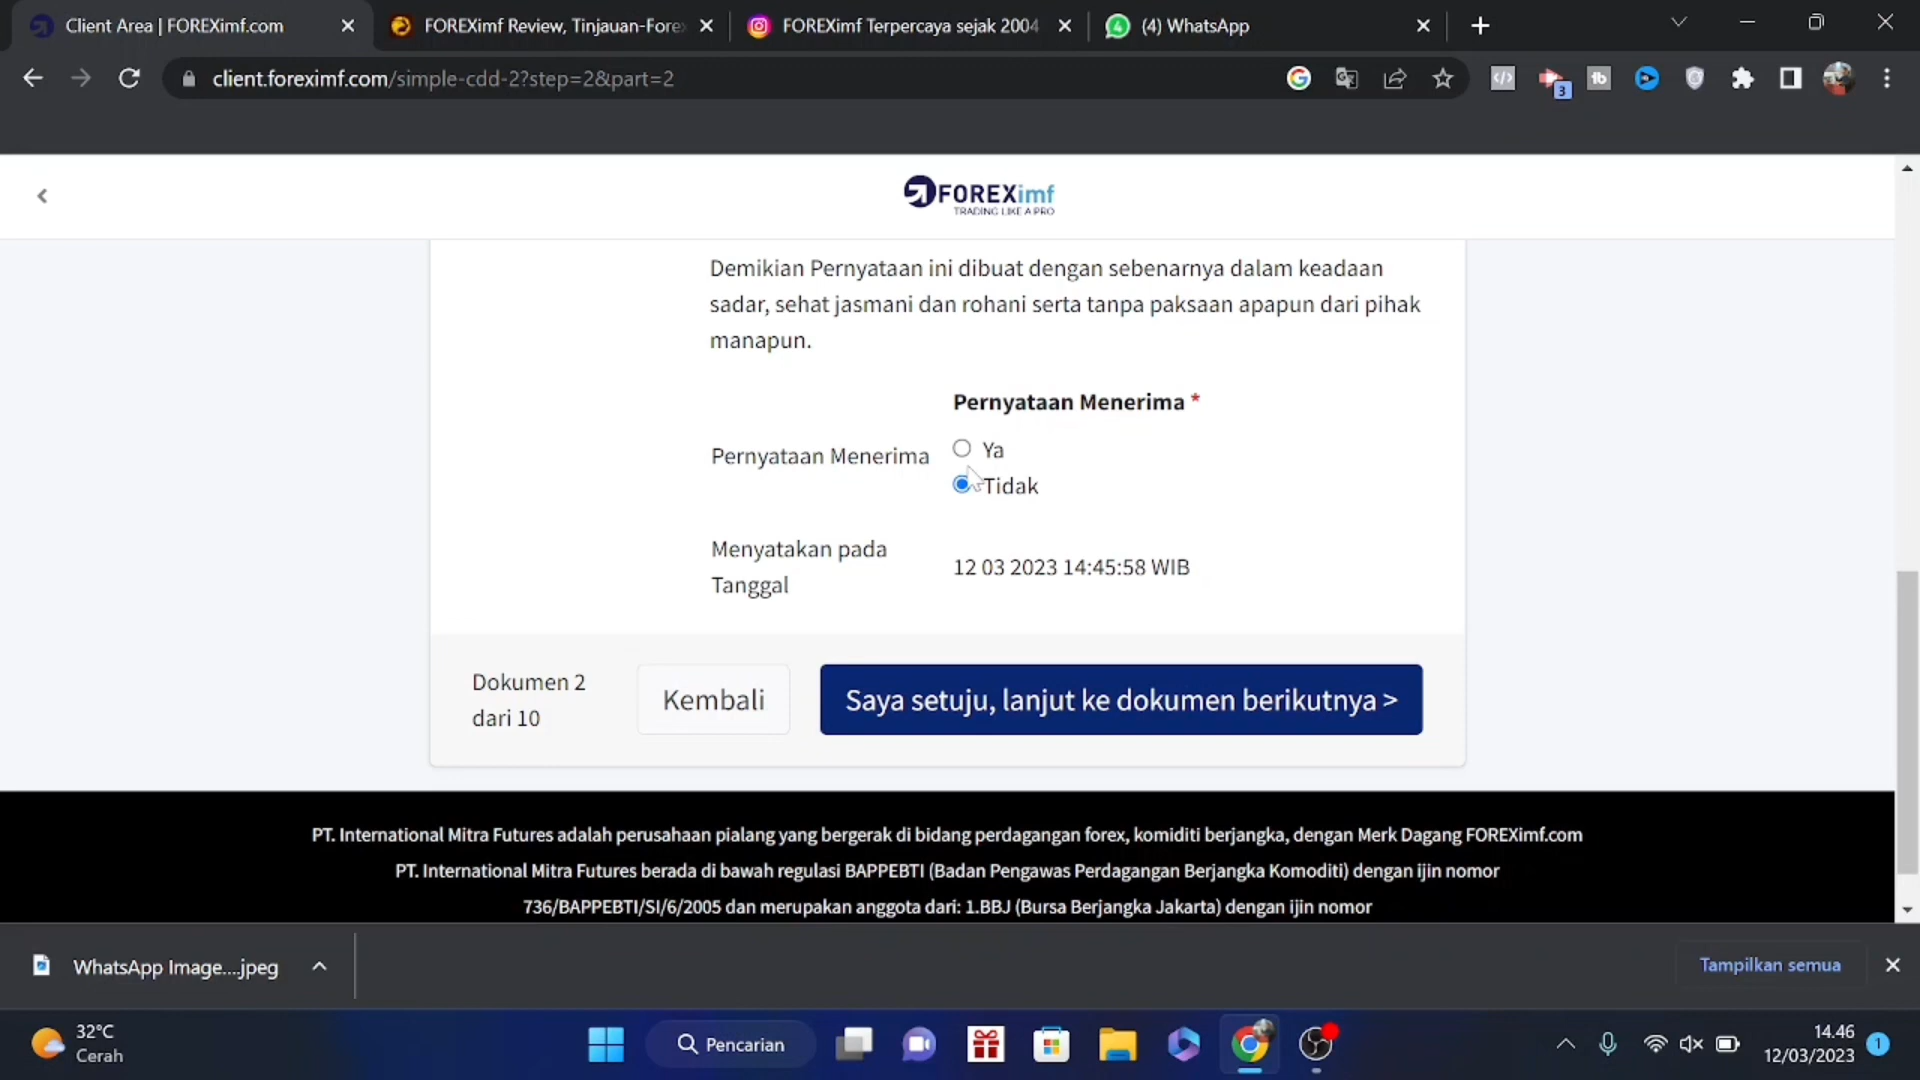 Client Area | FOREXimf.com
FOREXimf Review, Tinjauan-Fore
FOREXimf Terpercaya sejak 2004
(4) WhatsApp
client.foreximf.com/simple-cdd-2?step=2&part=2
3
FOREXimf
TRADING LIKE A PRO
Demikian Pernyataan ini dibuat dengan sebenarnya dalam keadaan
sadar, sehat jasmani dan rohani serta tanpa paksaan apapun dari pihak
manapun.
Pernyataan Menerima *
Pernyataan Menerima
Ya
Tidak
Menyatakan pada
Tanggal
12 03 2023 14:45:58 WIB
Dokumen 2
dari 10
Kembali
Saya setuju, lanjut ke dokumen berikutnya >
PT. International Mitra Futures adalah perusahaan pialang yang bergerak di bidang perdagangan forex, komiditi berjangka, dengan Merk Dagang FOREXimf.com
PT. International Mitra Futures berada di bawah regulasi BAPPEBTI (Badan Pengawas Perdagangan Berjangka Komoditi) dengan ijin nomor
736/BAPPEBTI/SI/6/2005 dan merupakan anggota dari: 1.BBJ (Bursa Berjangka Jakarta) dengan ijin nomor
WhatsApp Image....jpeg
Tampilkan semua
32°C
Cerah
Pencarian
14.46
12/03/2023
1